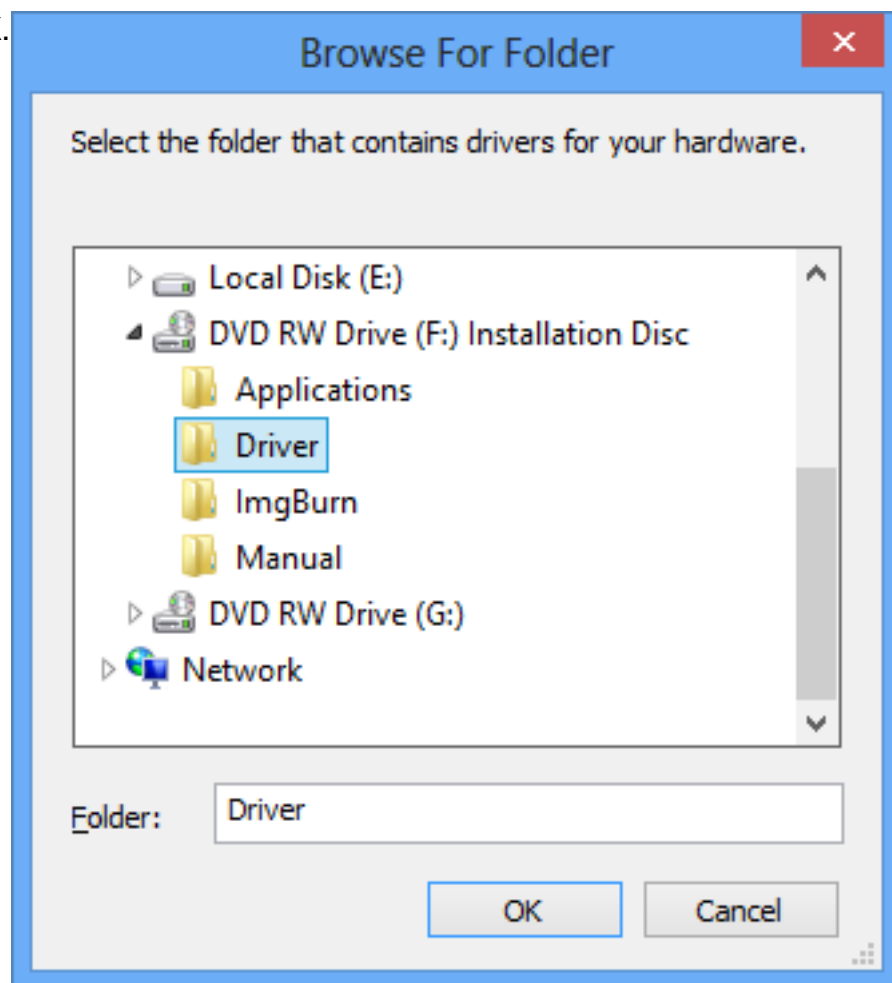 Browse For Folder
Select the folder that contains drivers for your hardware.
Local Disk (E:)
DVD RW Drive (F:) Installation Disc
Applications
Driver
ImgBurn
Manual
DVD RW Drive (G:)
Network
Folder: Driver
OK Cancel